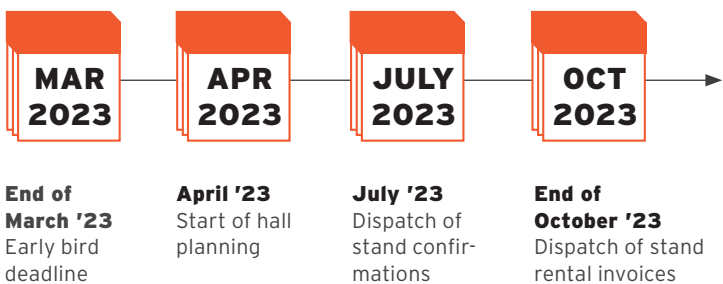 MAR
2023
APR
2023
JULY
2023
OCT
2023
End of
March '23
Early bird
deadline
April '23
Start of hall
planning
July '23
Dispatch of
stand confir-
mations
End of
October '23
Dispatch of stand
rental invoices